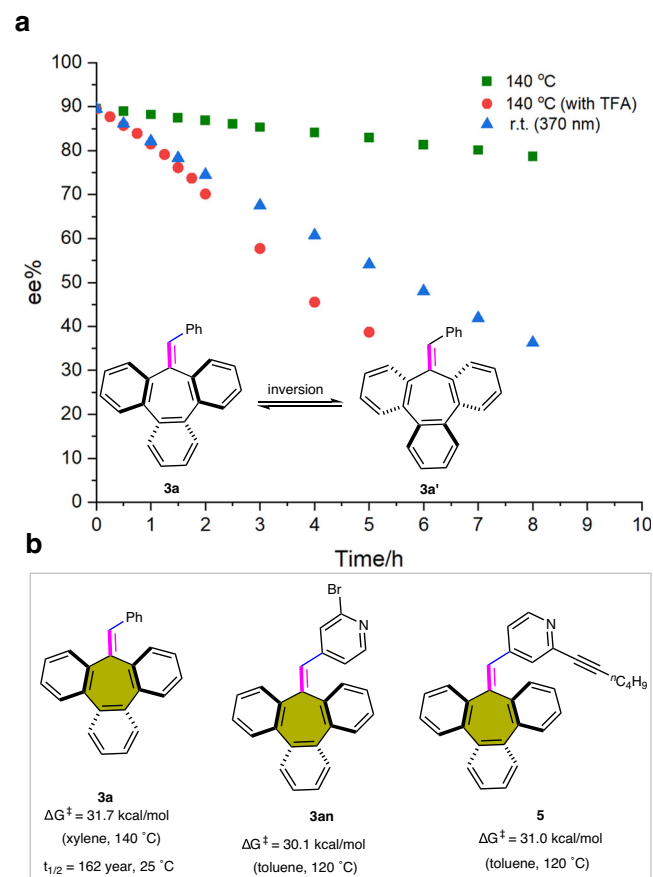 a
100
90
80
70
60
50
40
30
20
10
0
ee%
140 °C
140 °C (with TFA)
r.t. (370 nm)
Ph
inversion
Ph
3a
3a'
0 1 2 3 4 5 6 7 8 9 10
Time/h
b
Ph
3a
ΔG‡ = 31.7 kcal/mol
(xylene, 140 °C)
t1/2 = 162 year, 25 °C
Br
N
3an
ΔG‡ = 30.1 kcal/mol
(toluene, 120 °C)
N
nC4H9
5
ΔG‡ = 31.0 kcal/mol
(toluene, 120 °C)